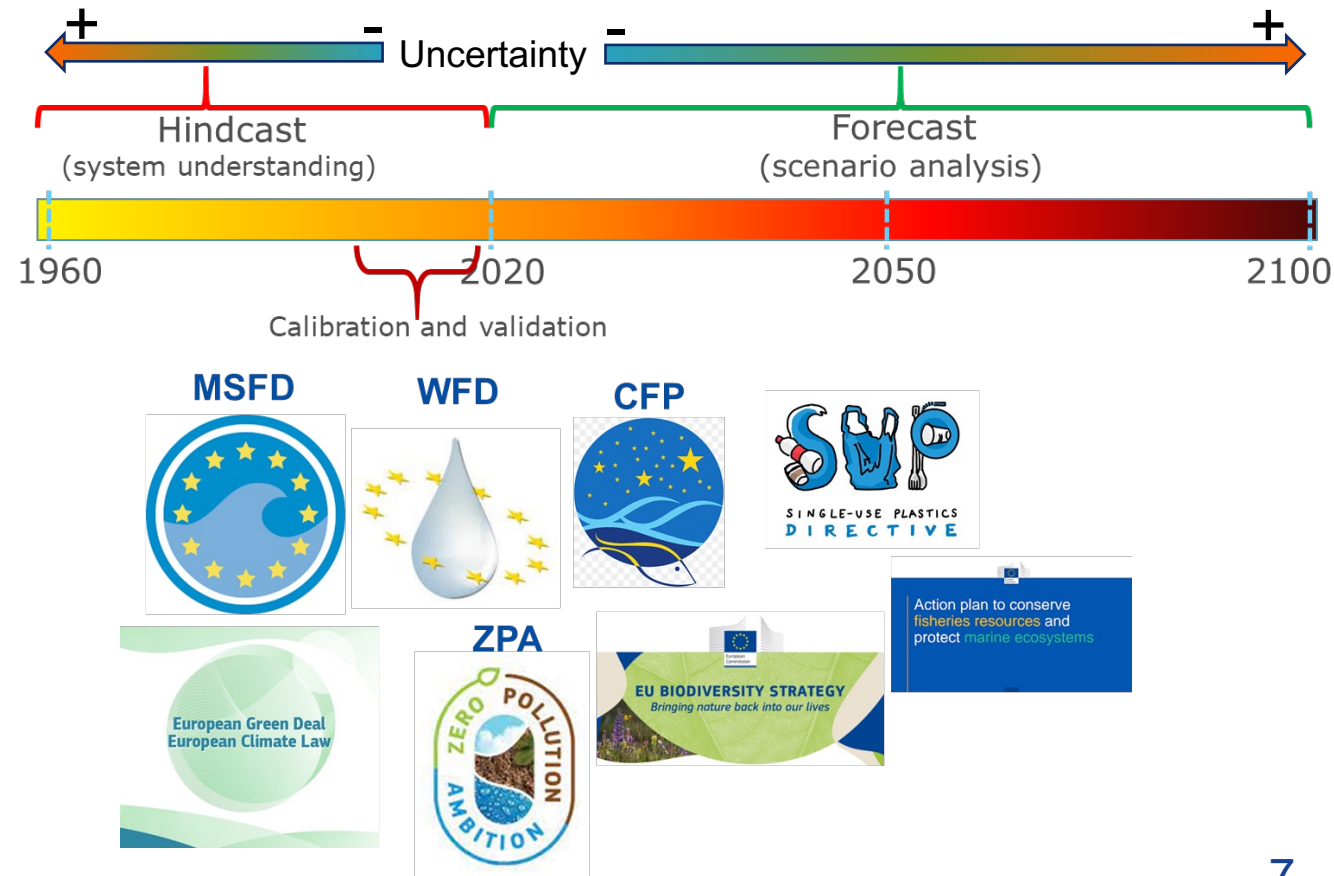 + - Uncertainty - +
Hindcast
(system understanding)
Forecast
(scenario analysis)
1960 2020 2050 2100
Calibration and validation
MSFD
WFD
CFP
SUP
SINGLE-USE PLASTICS
DIRECTIVE
Action plan to conserve
fisheries resources and
protect marine ecosystems
European Green Deal
European Climate Law
ZPA
ZERO POLLUTION
AMBITION
European
Commission
EU BIODIVERSITY STRATEGY
Bringing nature back into our lives
7